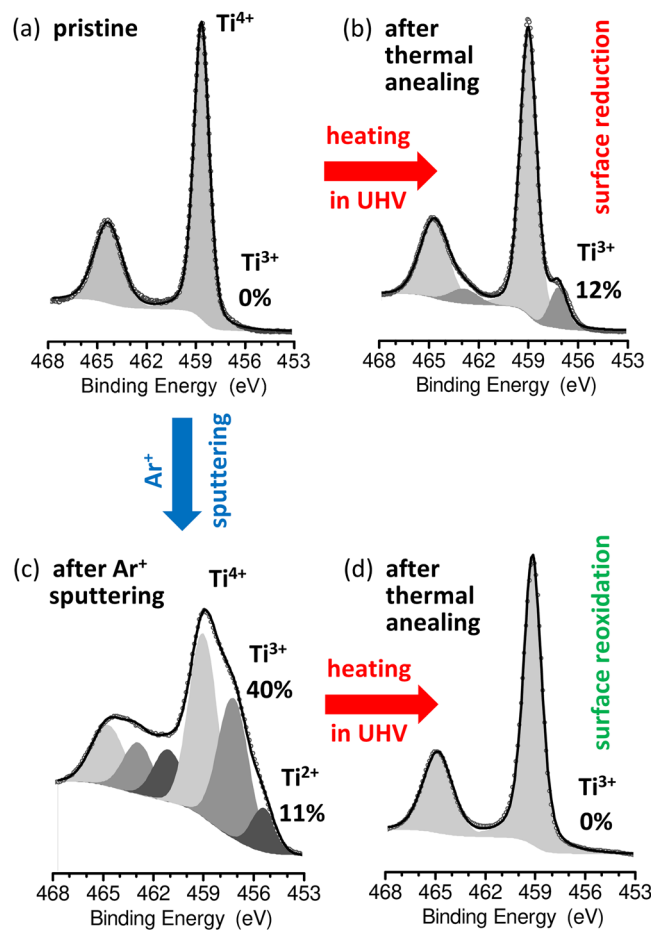 (a) pristine
Ti⁴⁺
Ti³⁺
0%
468 465 462 459 456 453
Binding Energy (eV)
heating
in UHV
(b) after
thermal
anealing
surface reduction
Ti³⁺
12%
468 465 462 459 456 453
Binding Energy (eV)
Ar⁺
sputtering
(c) after Ar⁺
sputtering
Ti⁴⁺
Ti³⁺
40%
Ti²⁺
11%
468 465 462 459 456 453
Binding Energy (eV)
heating
in UHV
(d) after
thermal
anealing
surface reoxidation
Ti³⁺
0%
468 465 462 459 456 453
Binding Energy (eV)